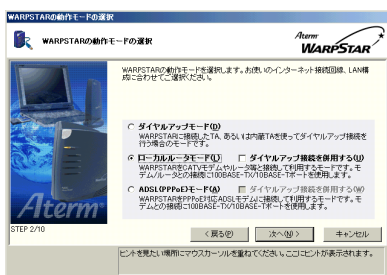 WARPSTARの動作モードの選択
WARPSTARの動作モードの選択
Aterm
WARPSTAR
WARPSTARの動作モードを選択します。お使いのインターネット接続回線、LAN構
成に合わせてご選択ください。
ダイヤルアップモード(D)
WARPSTARに接続したTA、あるいは内蔵TAを使ってダイヤルアップ接続を
行う場合のモードです。
ローカルルータモード(L) ダイヤルアップ接続を併用する(U)
WARPSTARをCATVモデムやルータ等と接続して利用するモードです。モ
デム/ルータとの接続に100BASE-TX/10BASE-Tポートを使用します。
ADSL(PPPoE)モード(A) ダイヤルアップ接続を併用する(W)
WARPSTARをPPPoE対応ADSLモデムに接続して利用するモードです。モ
デムとの接続に100BASE-TX/10BASE-Tポートを使用します。
Aterm
STEP 2/10
< 戻る(P)
次へ(N) >
キャンセル
ヒントを見たい場所にマウスカーソルを重ねてください。ここにヒントが表示されます。